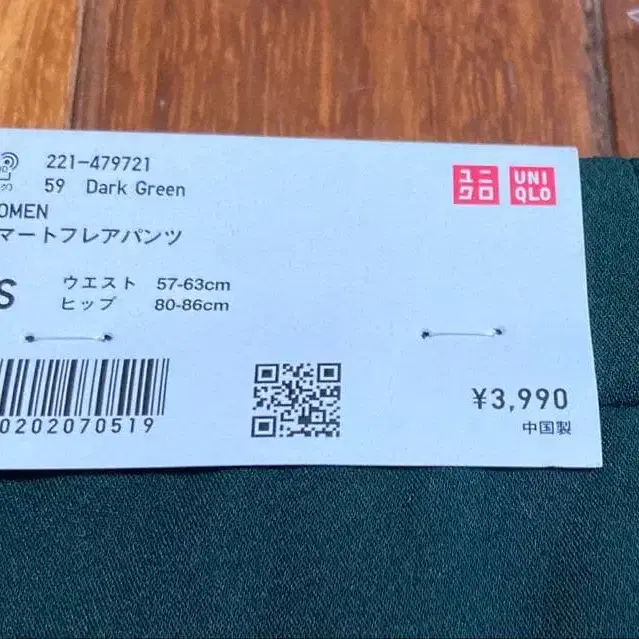 221-479721
59 Dark Green
OMEN
マートフレアパンツ
S
ウエスト 57-63cm
ヒップ 80-86cm
0202070519
ユニクロ
UNIQLO
¥3,990
中国製